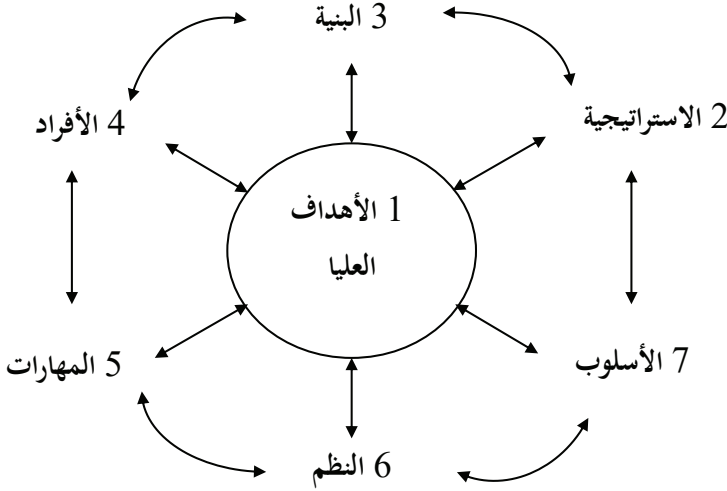 3 البنية
2 الاستراتيجية
4 الأفراد
1 الأهداف
العليا
7 الأسلوب
5 المهارات
6 النظم